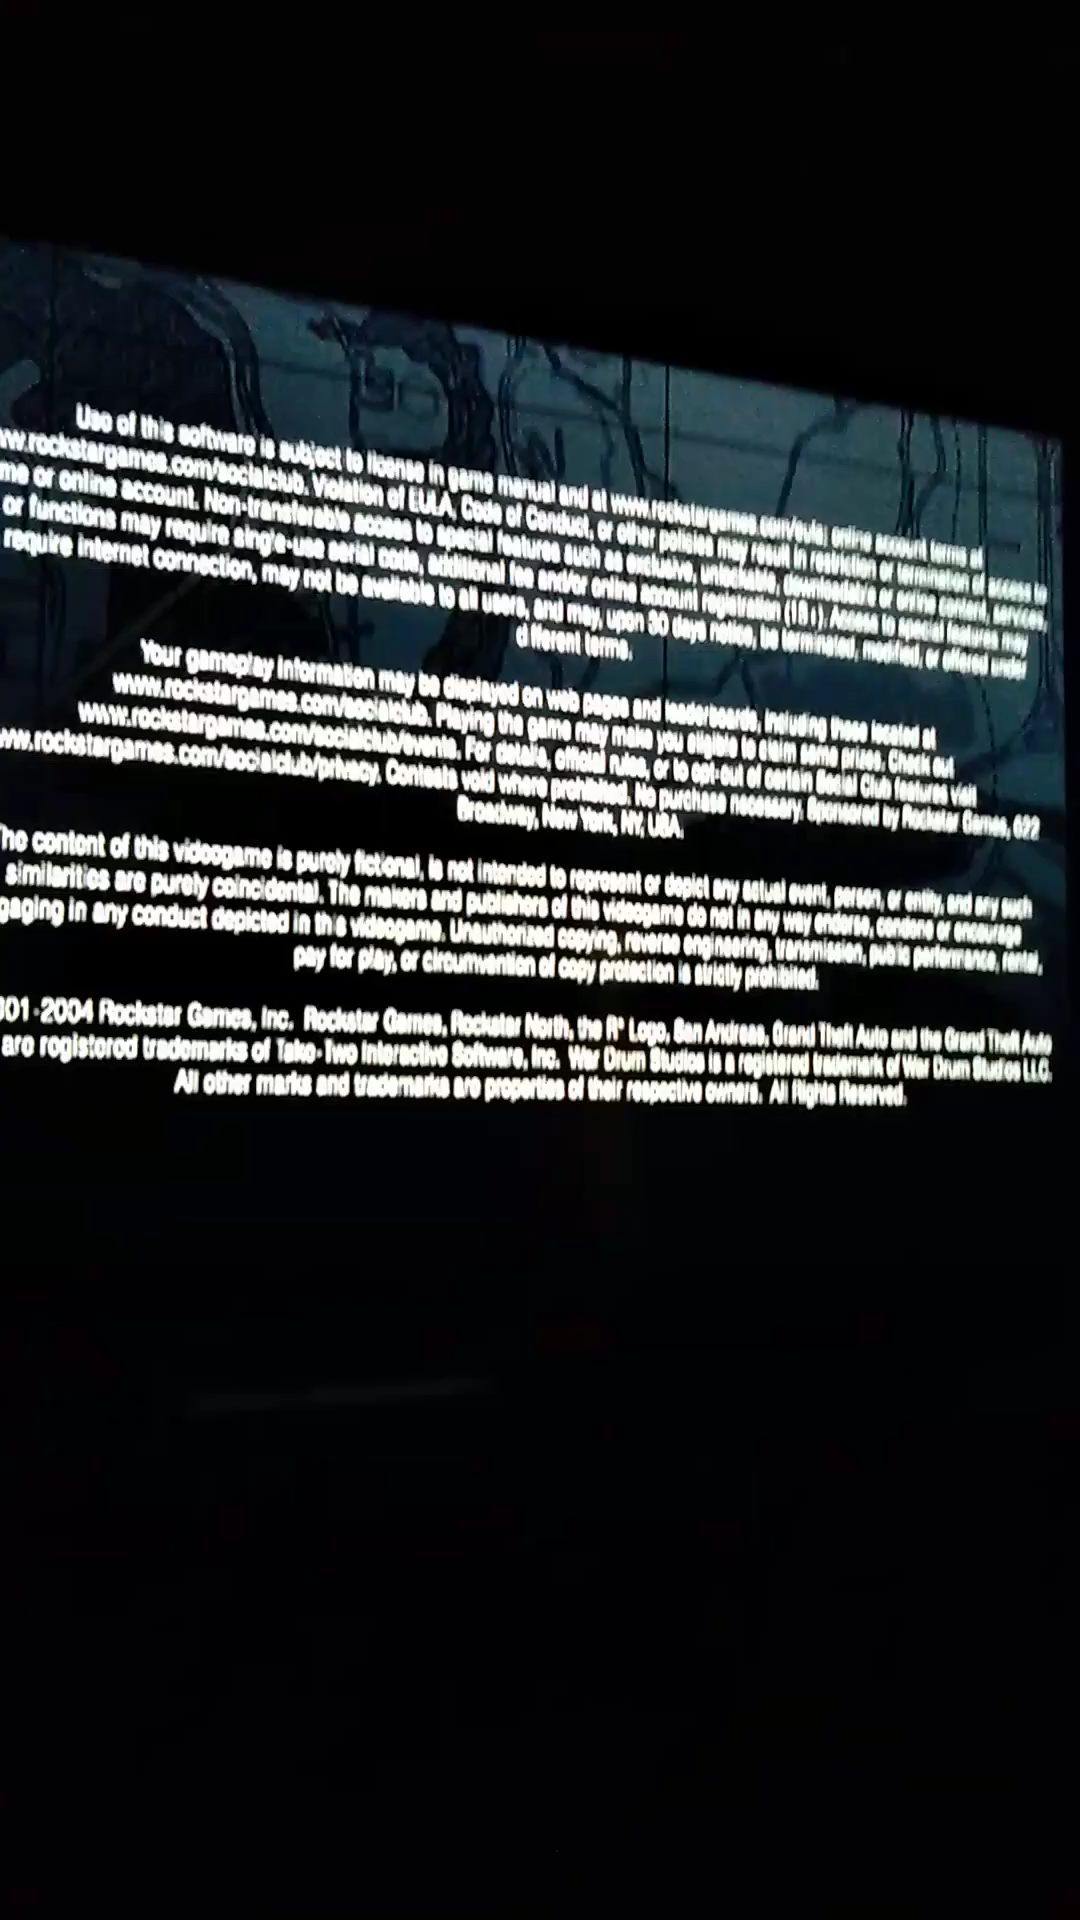 Use of this software is subject to license in game manual and at www.rockstargames.com/eula; online account terms at
ww.rockstargames.com/socialclub. Violation of EULA, Code of Conduct, or other policies may result in restriction or termination of access to
me or online account. Non-transferable access to special features such as exclusive, unlockable, downloadable or online content, services,
or functions may require single-use serial code, additional fee and/or online account registration (13+). Access to special features may
require internet connection, may not be available to all users, and may, upon 30 days notice, be terminated, modified, or offered under
different terms.
Your gameplay information may be displayed on web pages and leaderboards, including those located at
www.rockstargames.com/socialclub. Playing the game may make you eligible to claim some prizes. Check out
www.rockstargames.com/socialclub/events. For details, official rules, or to opt-out of certain Social Club features visit
ww.rockstargames.com/socialclub/privacy. Contests void where prohibited. No purchase necessary. Sponsored by Rockstar Games, 622
Broadway, New York, NY, USA.
The content of this videogame is purely fictional, is not intended to represent or depict any actual event, person, or entity, and any such
similarities are purely coincidental. The makers and publishers of this videogame do not in any way endorse, condone or encourage
gaging in any conduct depicted in this videogame. Unauthorized copying, reverse engineering, transmission, public performance, rental,
pay for play, or circumvention of copy protection is strictly prohibited.
001-2004 Rockstar Games, Inc. Rockstar Games, Rockstar North, the R* Logo, San Andreas, Grand Theft Auto and the Grand Theft Auto
are registered trademarks of Take-Two Interactive Software, Inc. War Drum Studios is a registered trademark of War Drum Studios LLC.
All other marks and trademarks are properties of their respective owners. All Rights Reserved.